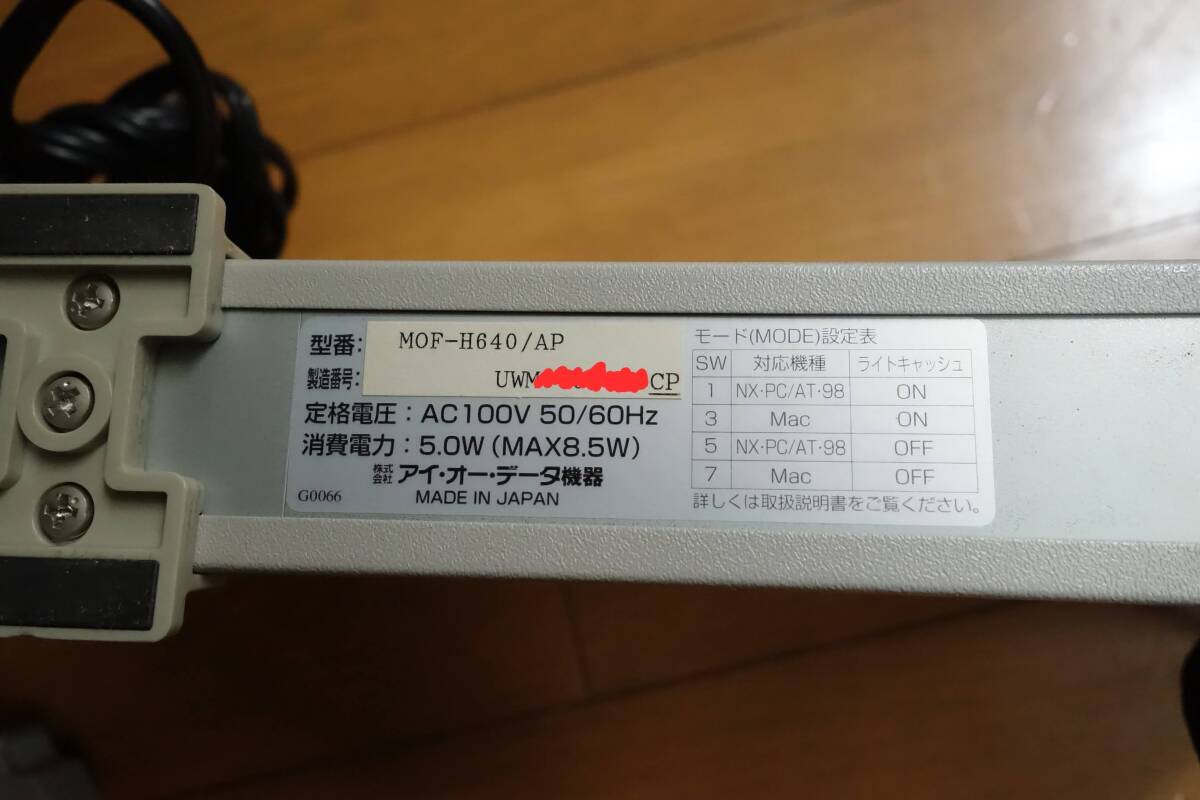 型番: MOF-H640/AP
製造番号: UWM CP
定格電圧：AC100V 50/60Hz
消費電力：5.0W (MAX8.5W)
株式会社 アイ・オー・データ機器
G0066 MADE IN JAPAN
モード(MODE)設定表
SW 対応機種 ライトキャッシュ
1 NX・PC/AT・98 ON
3 Mac ON
5 NX・PC/AT・98 OFF
7 Mac OFF
詳しくは取扱説明書をご覧ください。